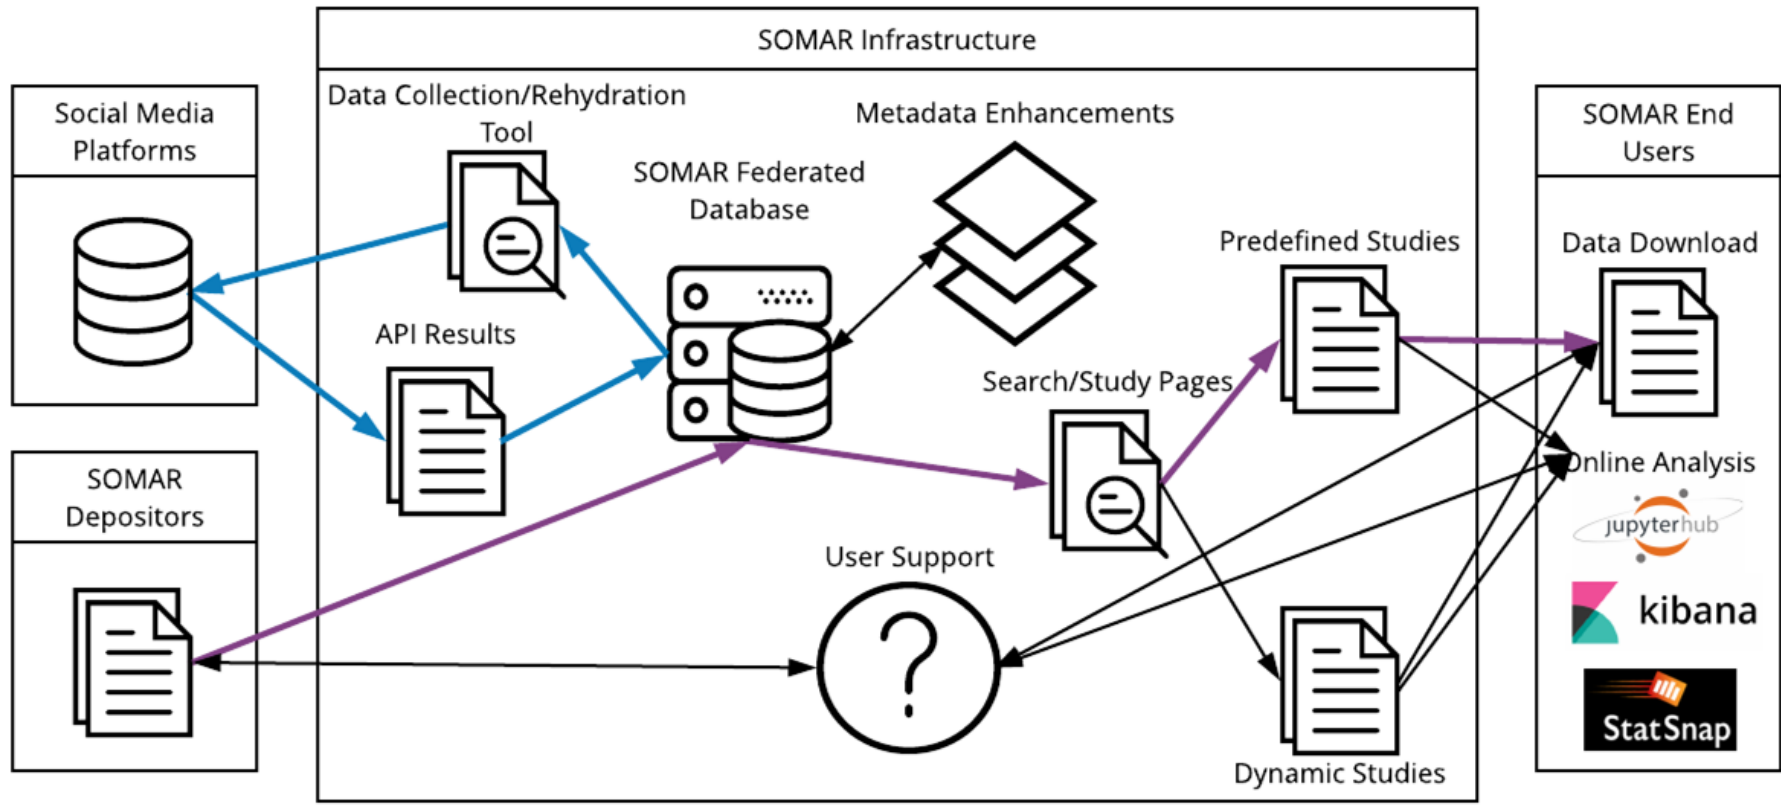 SOMAR Infrastructure
Social Media
Platforms
SOMAR
Depositors
Data Collection/Rehydration
Tool
API Results
SOMAR Federated
Database
Metadata Enhancements
Search/Study Pages
User Support
Predefined Studies
Dynamic Studies
SOMAR End
Users
Data Download
Online Analysis
jupyterhub
kibana
StatSnap